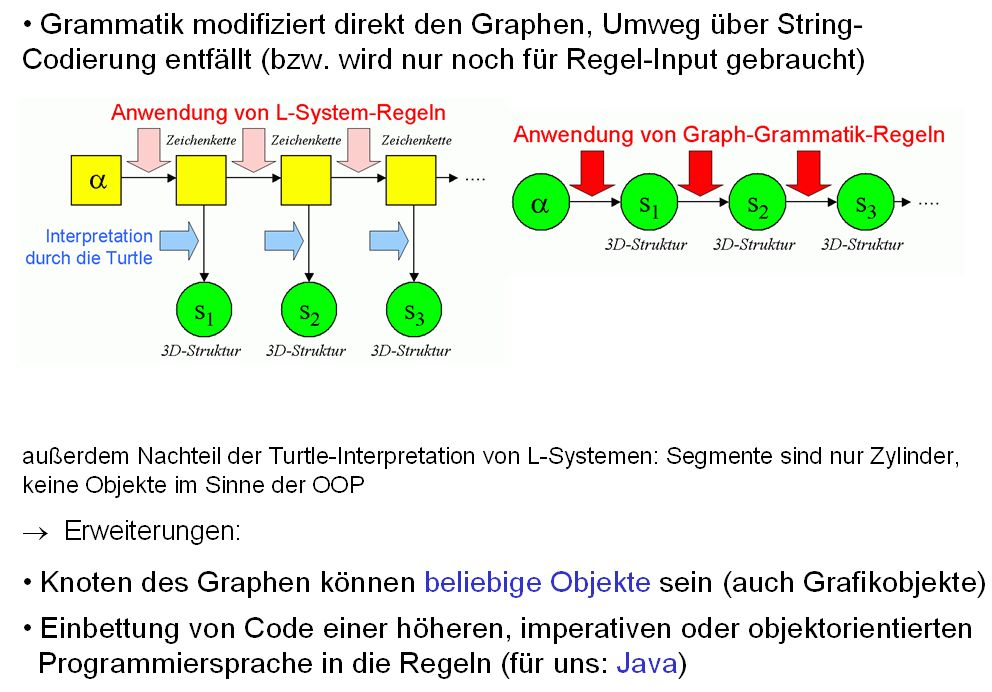 • Grammatik modifiziert direkt den Graphen, Umweg über String-
Codierung entfällt (bzw. wird nur noch für Regel-Input gebraucht)
Anwendung von L-System-Regeln
Zeichenkette Zeichenkette Zeichenkette
α ....
Interpretation
durch die Turtle
s1 s2 s3
3D-Struktur 3D-Struktur 3D-Struktur
Anwendung von Graph-Grammatik-Regeln
α s1 s2 s3 ....
3D-Struktur 3D-Struktur 3D-Struktur
außerdem Nachteil der Turtle-Interpretation von L-Systemen: Segmente sind nur Zylinder,
keine Objekte im Sinne der OOP
→ Erweiterungen:
• Knoten des Graphen können beliebige Objekte sein (auch Grafikobjekte)
• Einbettung von Code einer höheren, imperativen oder objektorientierten
Programmiersprache in die Regeln (für uns: Java)